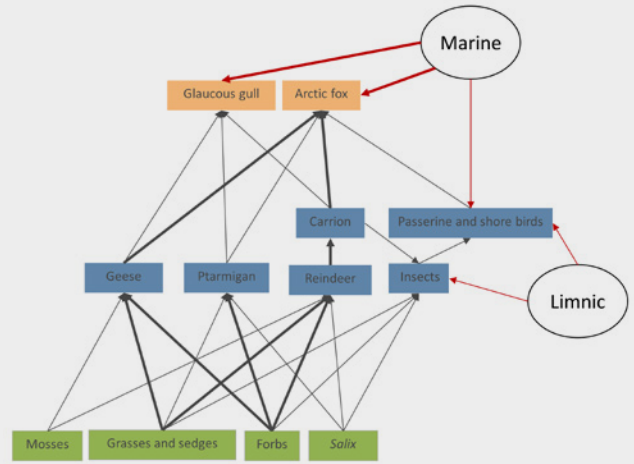 Marine
Glaucous gull
Arctic fox
Carrion
Passerine and shore birds
Geese
Ptarmigan
Reindeer
Insects
Limnic
Mosses
Grasses and sedges
Forbs
Salix